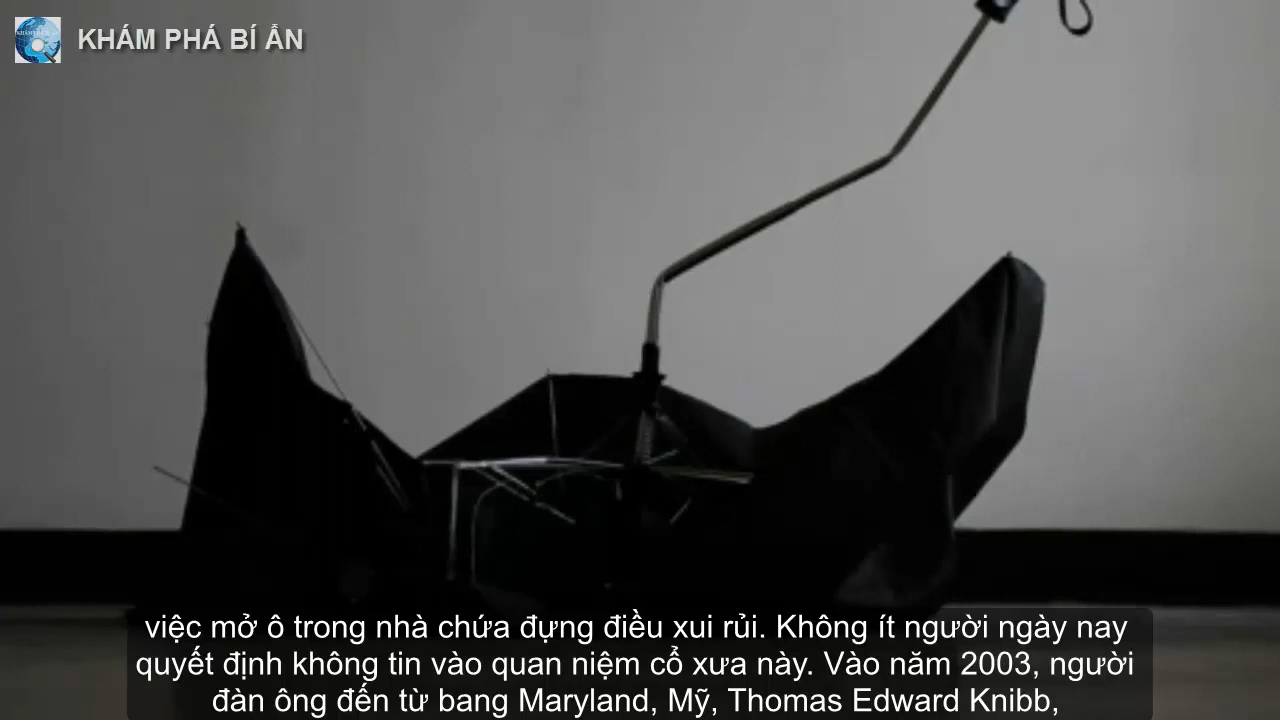 KHÁM PHÁ BÍ ẨN
việc mở ô trong nhà chứa đựng điều xui rủi. Không ít người ngày nay
quyết định không tin vào quan niệm cổ xưa này. Vào năm 2003, người
đàn ông đến từ bang Maryland, Mỹ, Thomas Edward Knibb,